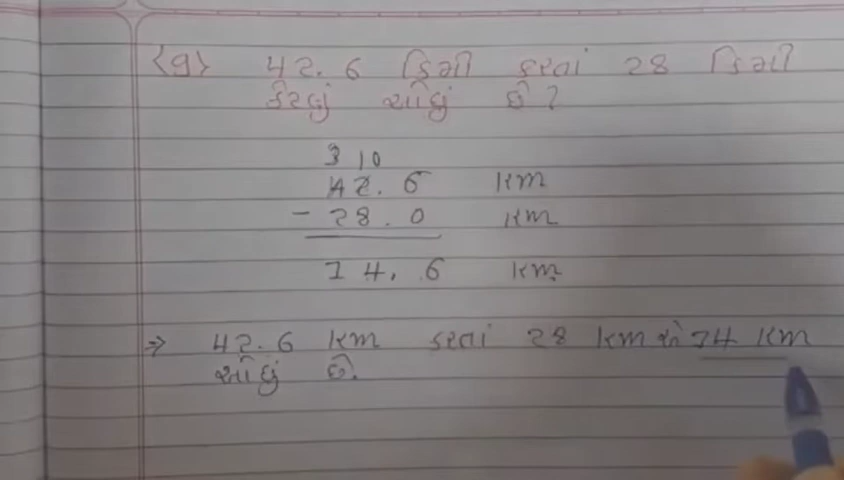 <૧> 42.6 કિમી કરતાં 28 કિમી
કેટલું ઓછું છે?
3 10
42.6 km
- 28.0 km
14.6 km
⇒ 42.6 km કરતાં 28 km એ 14 km
ઓછું છે.